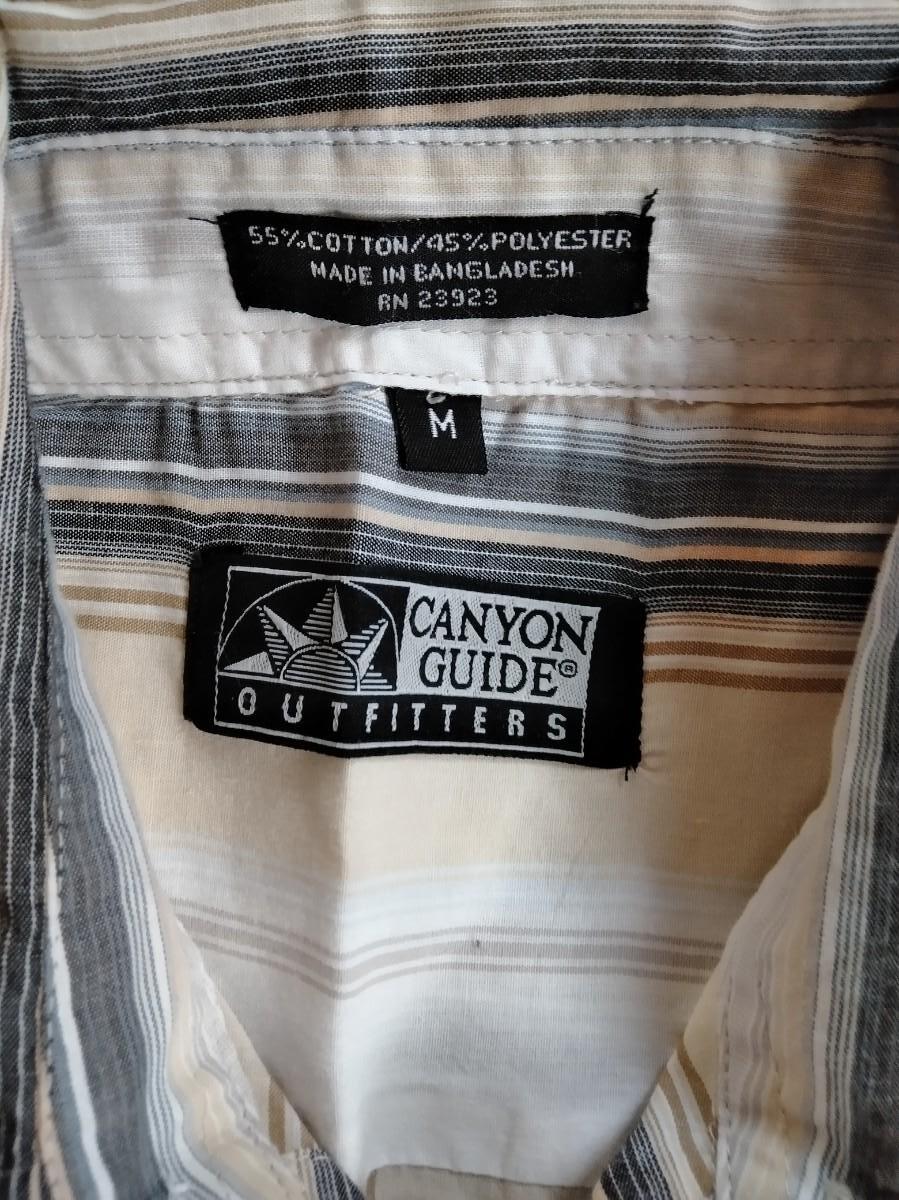 55%COTTON/45%POLYESTER
MADE IN BANGLADESH
RN 23923
M
CANYON
GUIDE®
OUTFITTERS